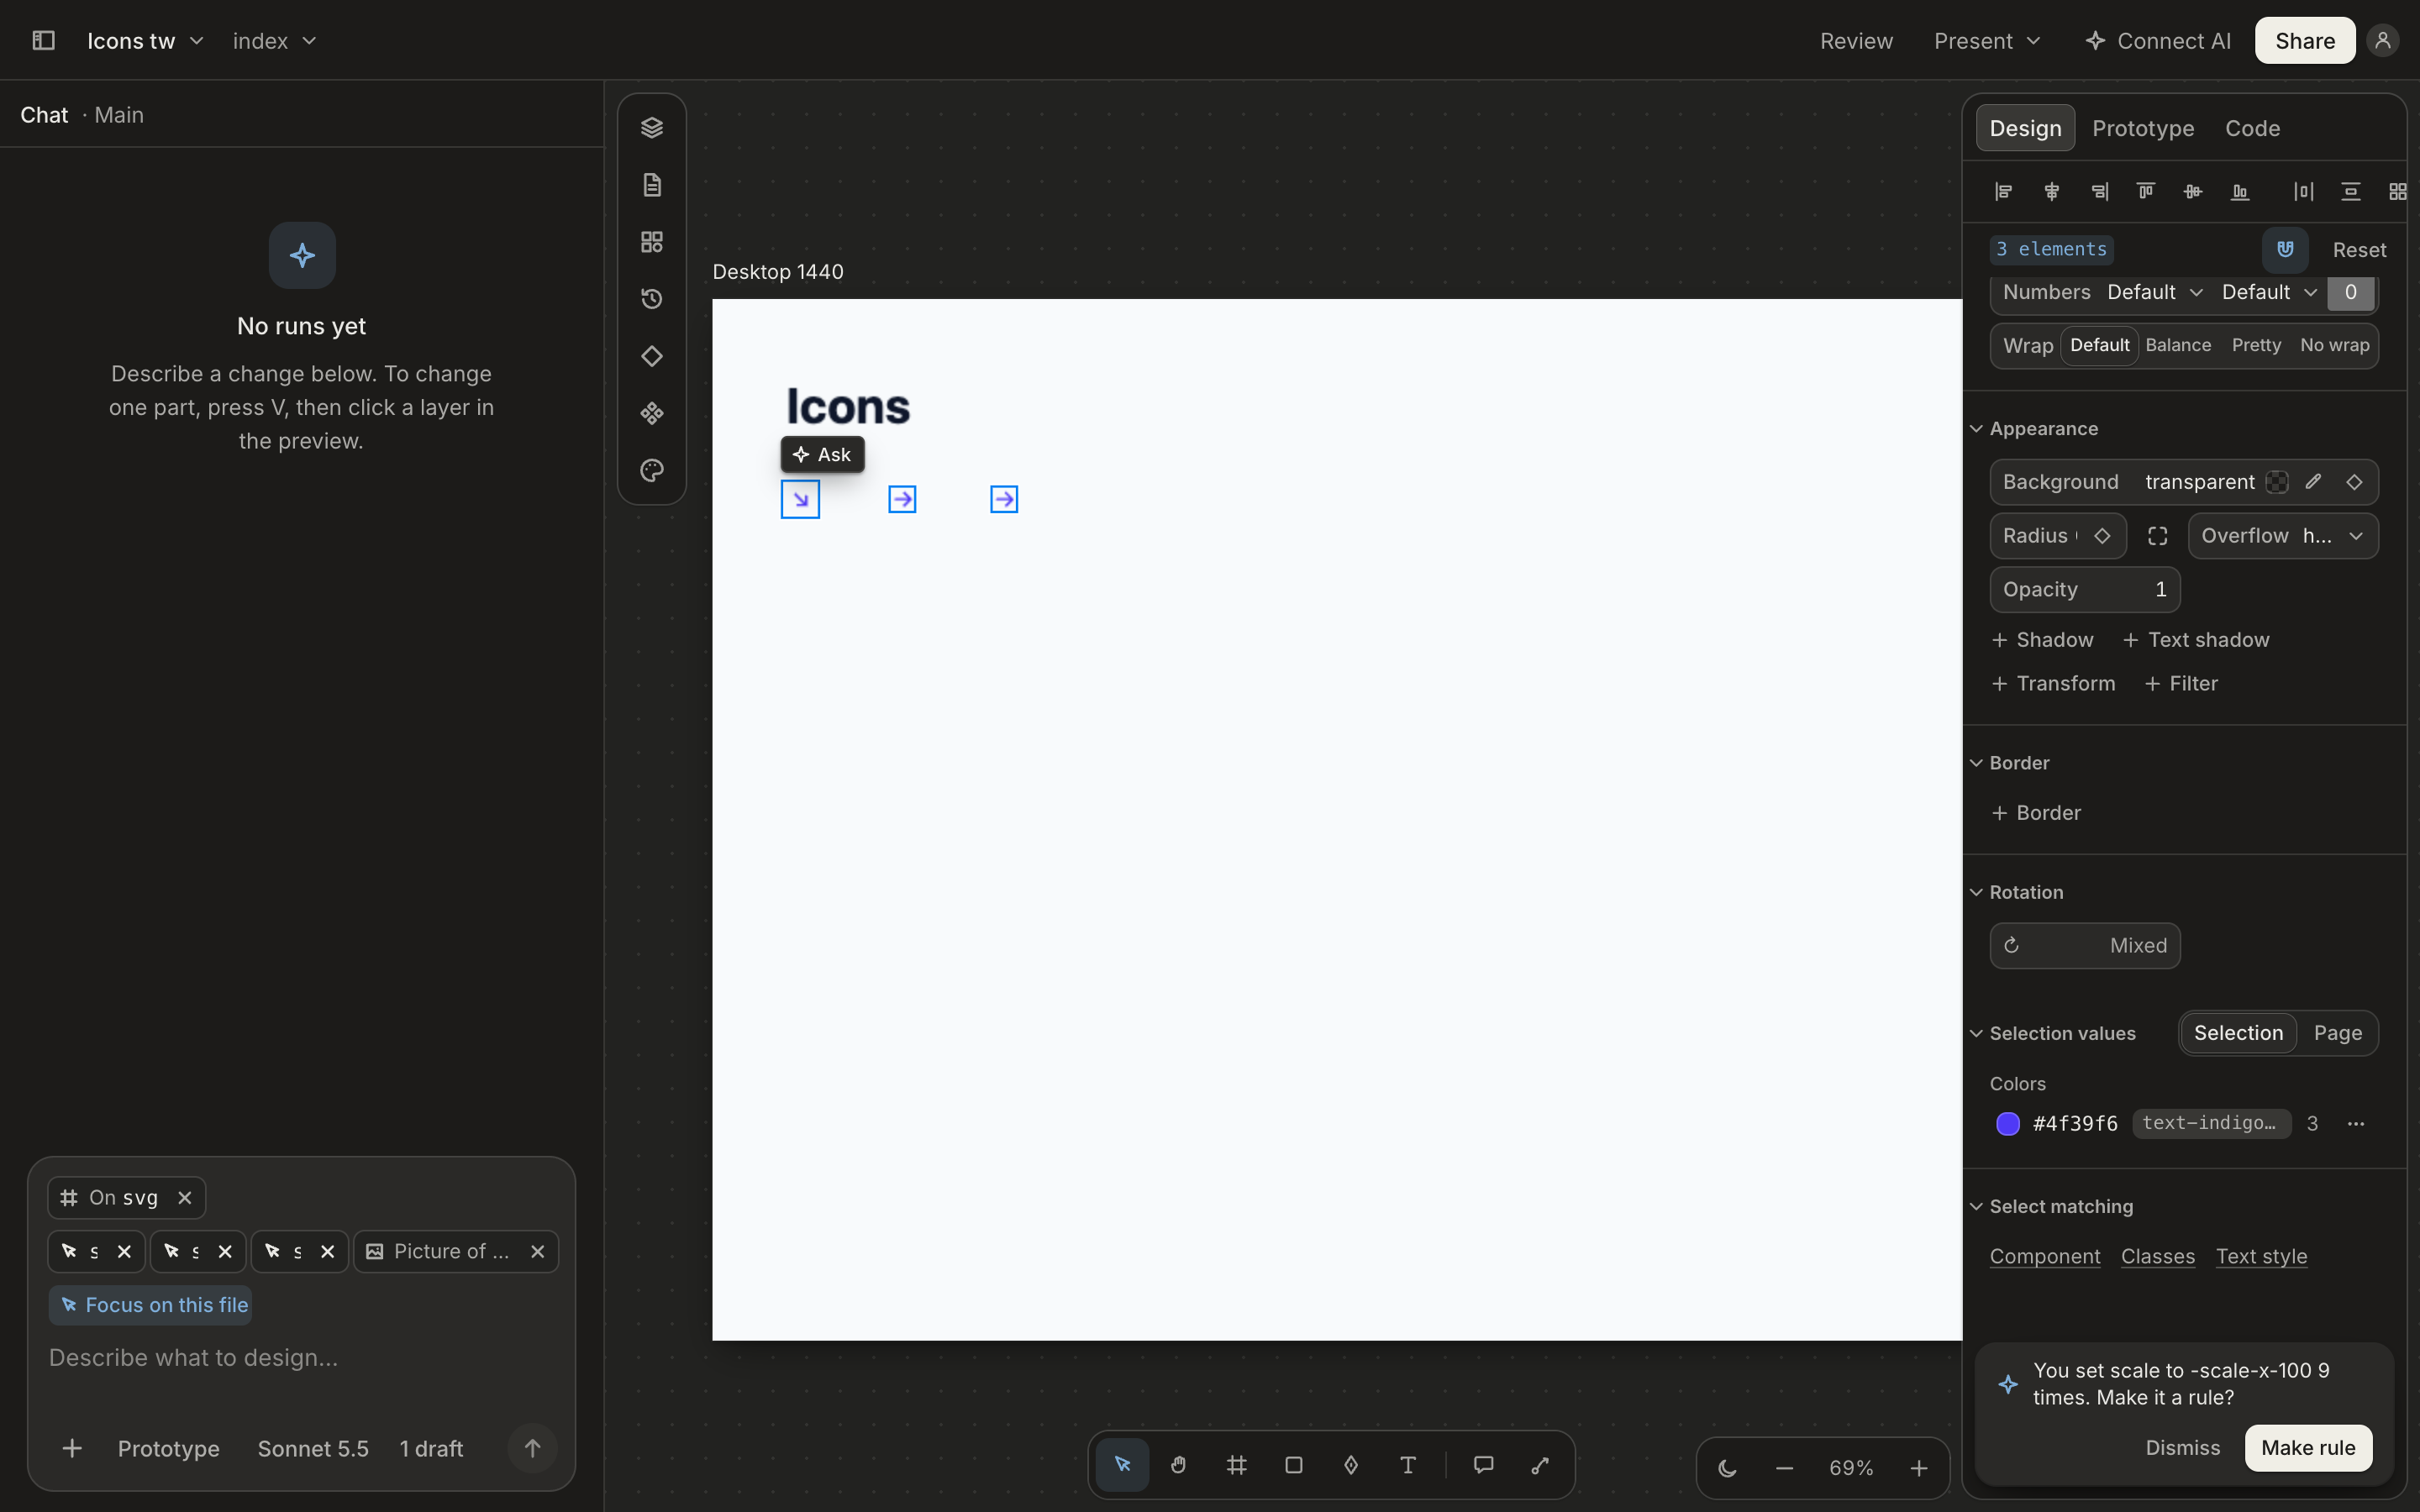 Icons tw
index
Review
Present
Connect AI
Share
Chat · Main
No runs yet
Describe a change below. To change
one part, press V, then click a layer in
the preview.
On svg
s
s
s
Picture of ...
Focus on this file
Describe what to design...
Prototype
Sonnet 5.5
1 draft
Desktop 1440
Icons
Ask
69%
Design
Prototype
Code
3 elements
Reset
Numbers Default Default 0
Wrap Default Balance Pretty No wrap
Appearance
Background transparent
Radius
Overflow h...
Opacity 1
Shadow
Text shadow
Transform
Filter
Border
Border
Rotation
Mixed
Selection values
Selection
Page
Colors
#4f39f6 text-indigo... 3
Select matching
Component Classes Text style
You set scale to -scale-x-100 9
times. Make it a rule?
Dismiss
Make rule